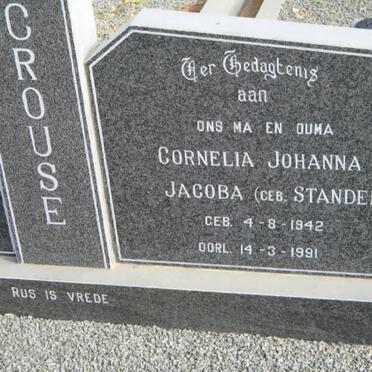 CROUSE
Ter Gedagtenis
aan
ONS MA EN OUMA
CORNELIA JOHANNA
JACOBA (GEB. STANDE
GEB. 4-8-1942
OORL. 14-3-1991
RUS IS VREDE